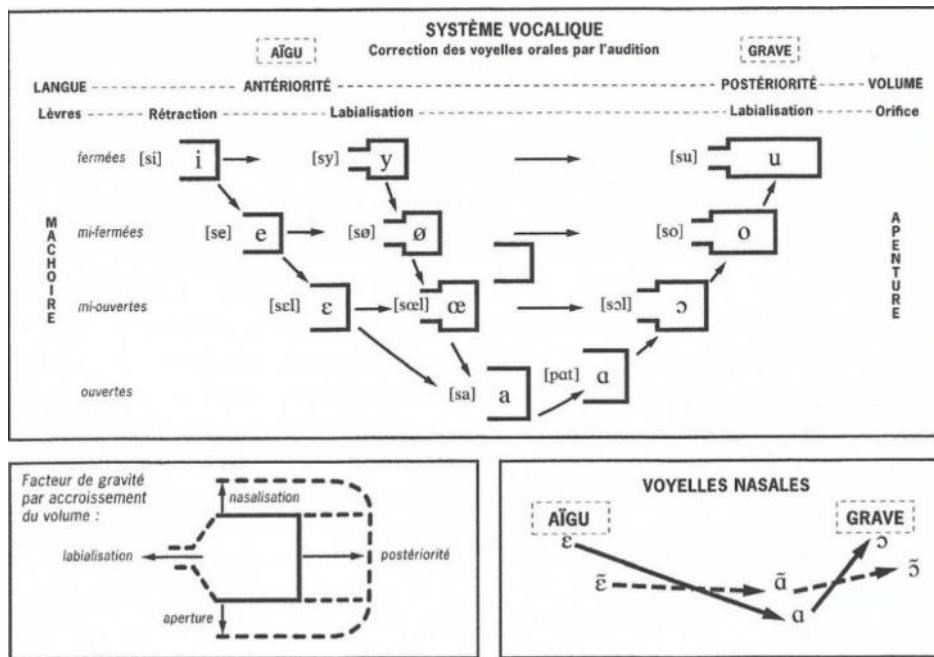 SYSTÈME VOCALIQUE
Correction des voyelles orales par l'audition
AÏGU
GRAVE
LANGUE ANTÉRIORITÉ POSTÉRIORITÉ VOLUME
Lèvres Rétraction Labialisation Labialisation Orifice
fermées [si] i [sy] y [su] u
mi-fermées [se] e [sø] ø [so] o
mi-ouvertes [sɛl] ɛ [sœl] œ [sɔl] ɔ
ouvertes [sa] a [pɑt] ɑ
MACHOIRE
APENTURE
Facteur de gravité
par accroissement
du volume :
nasalisation
labialisation
postériorité
aperture
VOYELLES NASALES
AÏGU
GRAVE
ɛ ɔ
ɛ̃ ɑ̃ ɔ̃
ɑ